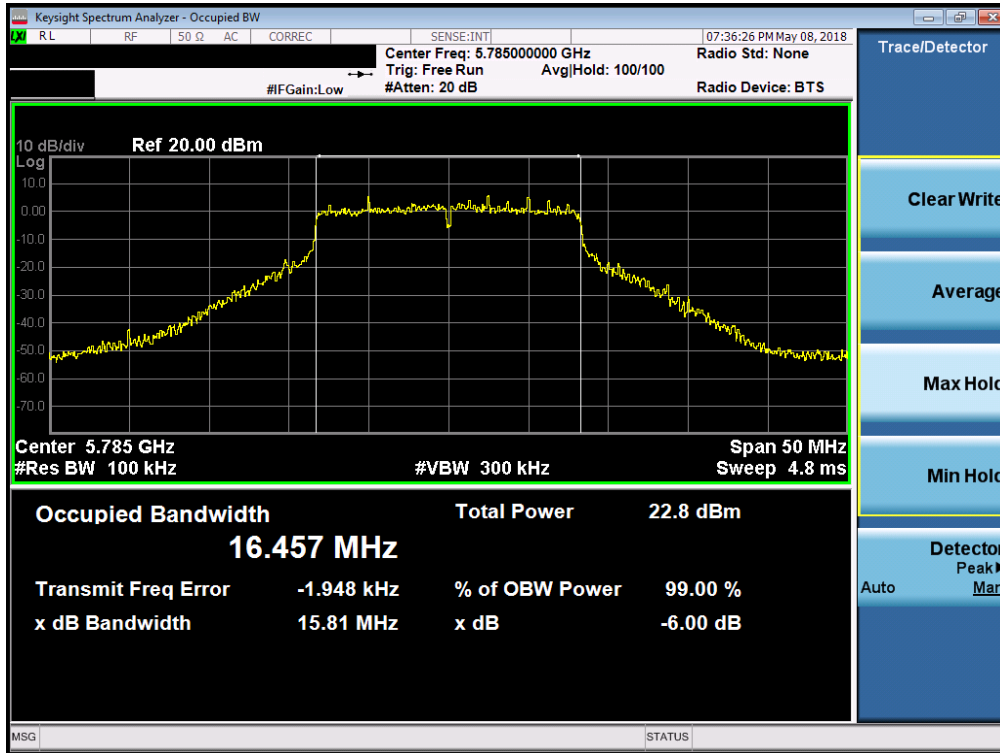 Keysight Spectrum Analyzer - Occupied BW
LXI RL RF 50 Ω AC CORREC SENSE:INT 07:36:26 PM May 08, 2018
Center Freq: 5.785000000 GHz Radio Std: None
Trig: Free Run Avg|Hold: 100/100
#IFGain:Low #Atten: 20 dB Radio Device: BTS
Trace/Detector
10 dB/div Ref 20.00 dBm
Log
10.0
0.00
-10.0
-20.0
-30.0
-40.0
-50.0
-60.0
-70.0
Center 5.785 GHz Span 50 MHz
#Res BW 100 kHz #VBW 300 kHz Sweep 4.8 ms
Occupied Bandwidth Total Power 22.8 dBm
16.457 MHz
Transmit Freq Error -1.948 kHz % of OBW Power 99.00 %
x dB Bandwidth 15.81 MHz x dB -6.00 dB
Clear Write
Average
Max Hold
Min Hold
Detector
Peak
Auto Man
MSG STATUS